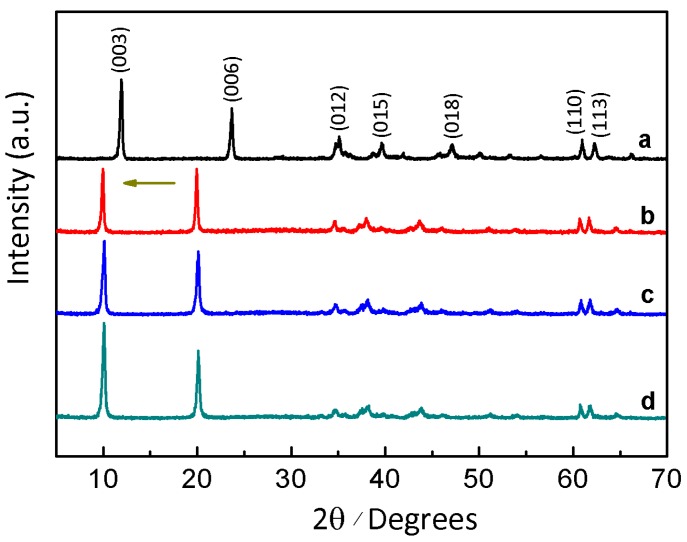 (003)
(006)
(012)
(015)
(018)
(110)
(113)
a
b
c
d
Intensity (a.u.)
10 20 30 40 50 60 70
2θ / Degrees